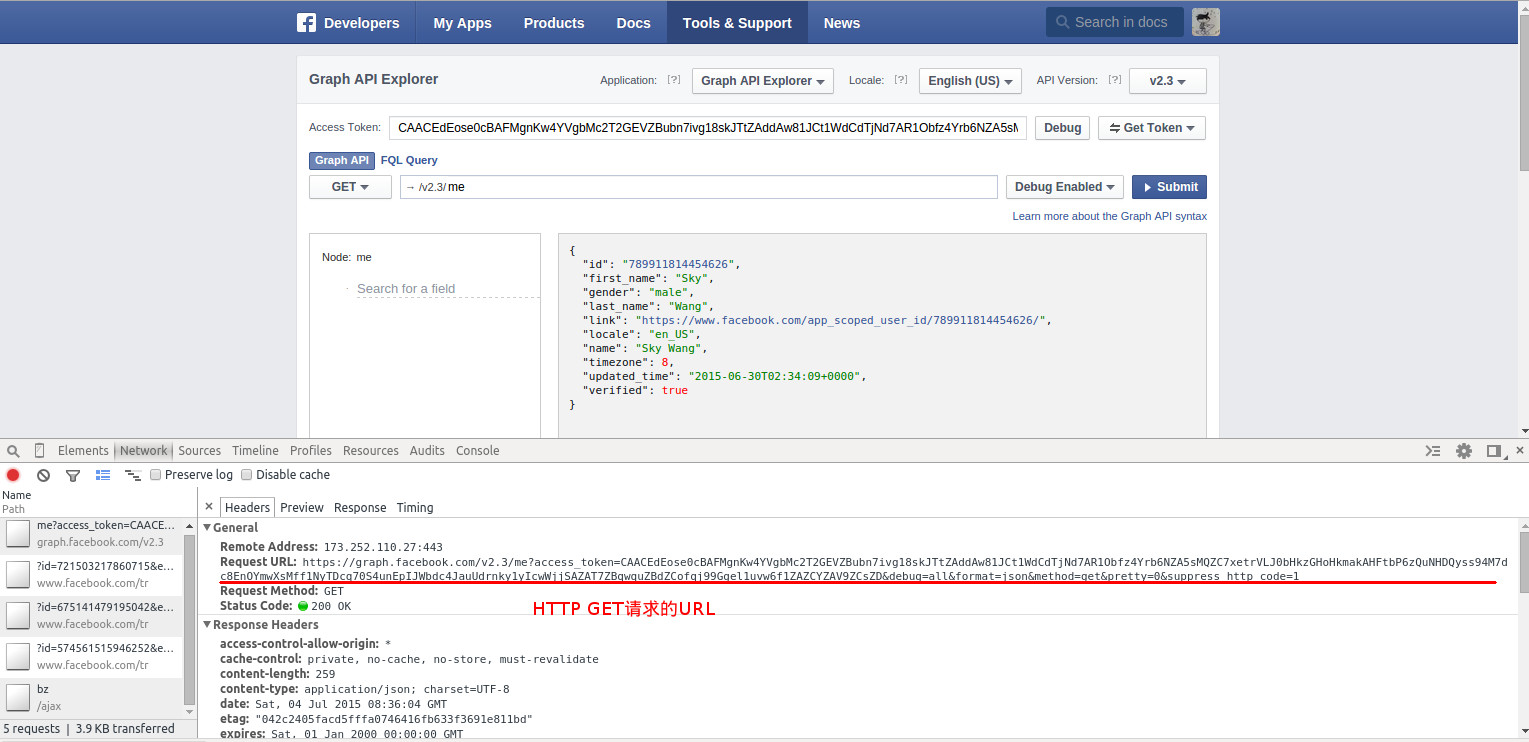 Developers My Apps Products Docs Tools & Support News Search in docs
Graph API Explorer Application: [?] Graph API Explorer Locale: [?] English (US) API Version: [?] v2.3
Access Token: CAACEdEose0cBAFMgnKw4YVgbMc2T2GEVZBubn7ivg18skJTtZAddAw81JCt1WdCdTjNd7AR1Obfz4Yrb6NZA5sM Debug Get Token
Graph API FQL Query
GET → /v2.3/ me Debug Enabled Submit
Learn more about the Graph API syntax
Node: me
Search for a field
{
"id": "789911814454626",
"first_name": "Sky",
"gender": "male",
"last_name": "Wang",
"link": "https://www.facebook.com/app_scoped_user_id/789911814454626/",
"locale": "en_US",
"name": "Sky Wang",
"timezone": 8,
"updated_time": "2015-06-30T02:34:09+0000",
"verified": true
}
Elements Network Sources Timeline Profiles Resources Audits Console
Preserve log Disable cache
Name
Path
me?access_token=CAACE...
graph.facebook.com/v2.3
?id=721503217860715&e...
www.facebook.com/tr
?id=675141479195042&e...
www.facebook.com/tr
?id=574561515946252&e...
www.facebook.com/tr
bz
/ajax
5 requests | 3.9 KB transferred
× Headers Preview Response Timing
General
Remote Address: 173.252.110.27:443
Request URL: https://graph.facebook.com/v2.3/me?access_token=CAACEdEose0cBAFMgnKw4YVgbMc2T2GEVZBubn7ivg18skJTtZAddAw81JCt1WdCdTjNd7AR1Obfz4Yrb6NZA5sMQZC7xetrVLJ0bHkzGHoHkmakAHFtbP6zQuNHDQyss94M7d
c8EnOYmwXsMff1NyTDcq70S4unEpIJWbdc4JauUdrnky1yIcwWjjSAZAT7ZBqwquZBdZCofqj99Gqel1uvw6f1ZAZCYZAV9ZCsZD&debug=all&format=json&method=get&pretty=0&suppress_http_code=1
Request Method: GET
Status Code: 200 OK
HTTP GET请求的URL
Response Headers
access-control-allow-origin: *
cache-control: private, no-cache, no-store, must-revalidate
content-length: 259
content-type: application/json; charset=UTF-8
date: Sat, 04 Jul 2015 08:36:04 GMT
etag: "042c2405facd5fffa0746416fb633f3691e811bd"
expires: Sat, 01 Jan 2000 00:00:00 GMT